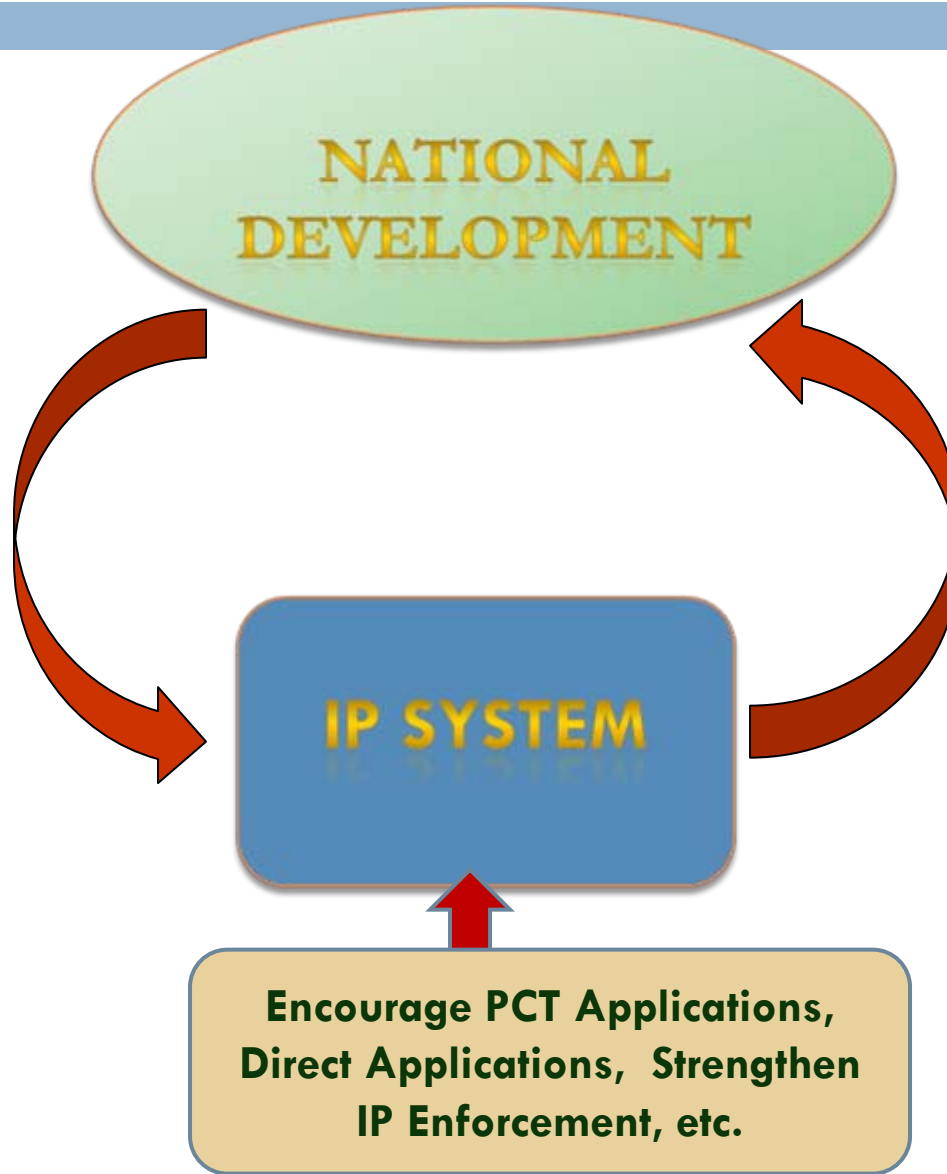 NATIONAL
DEVELOPMENT
IP SYSTEM
Encourage PCT Applications,
Direct Applications, Strengthen
IP Enforcement, etc.